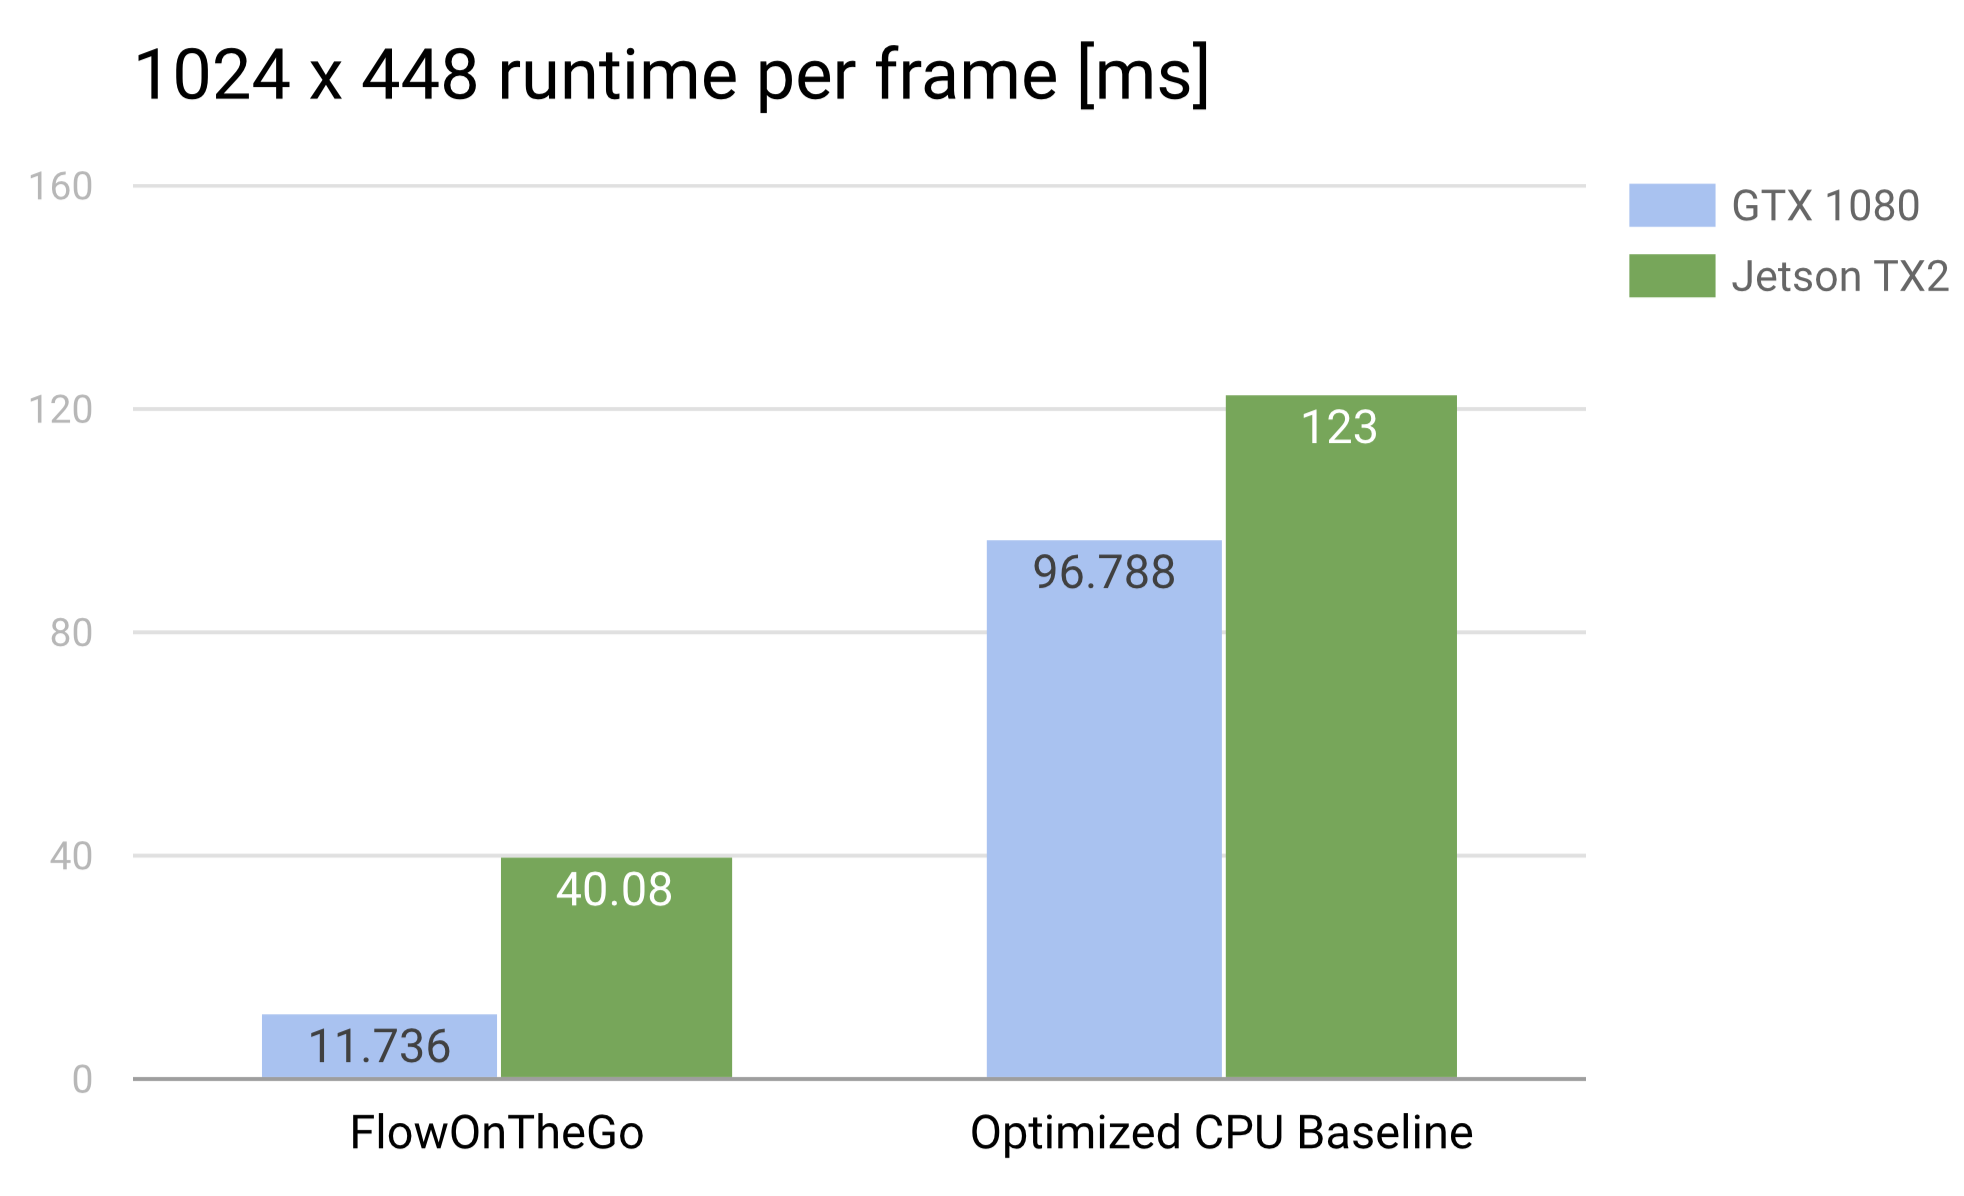 1024 x 448 runtime per frame [ms]
160
120
80
40
0
GTX 1080
Jetson TX2
11.736
40.08
96.788
123
FlowOnTheGo
Optimized CPU Baseline